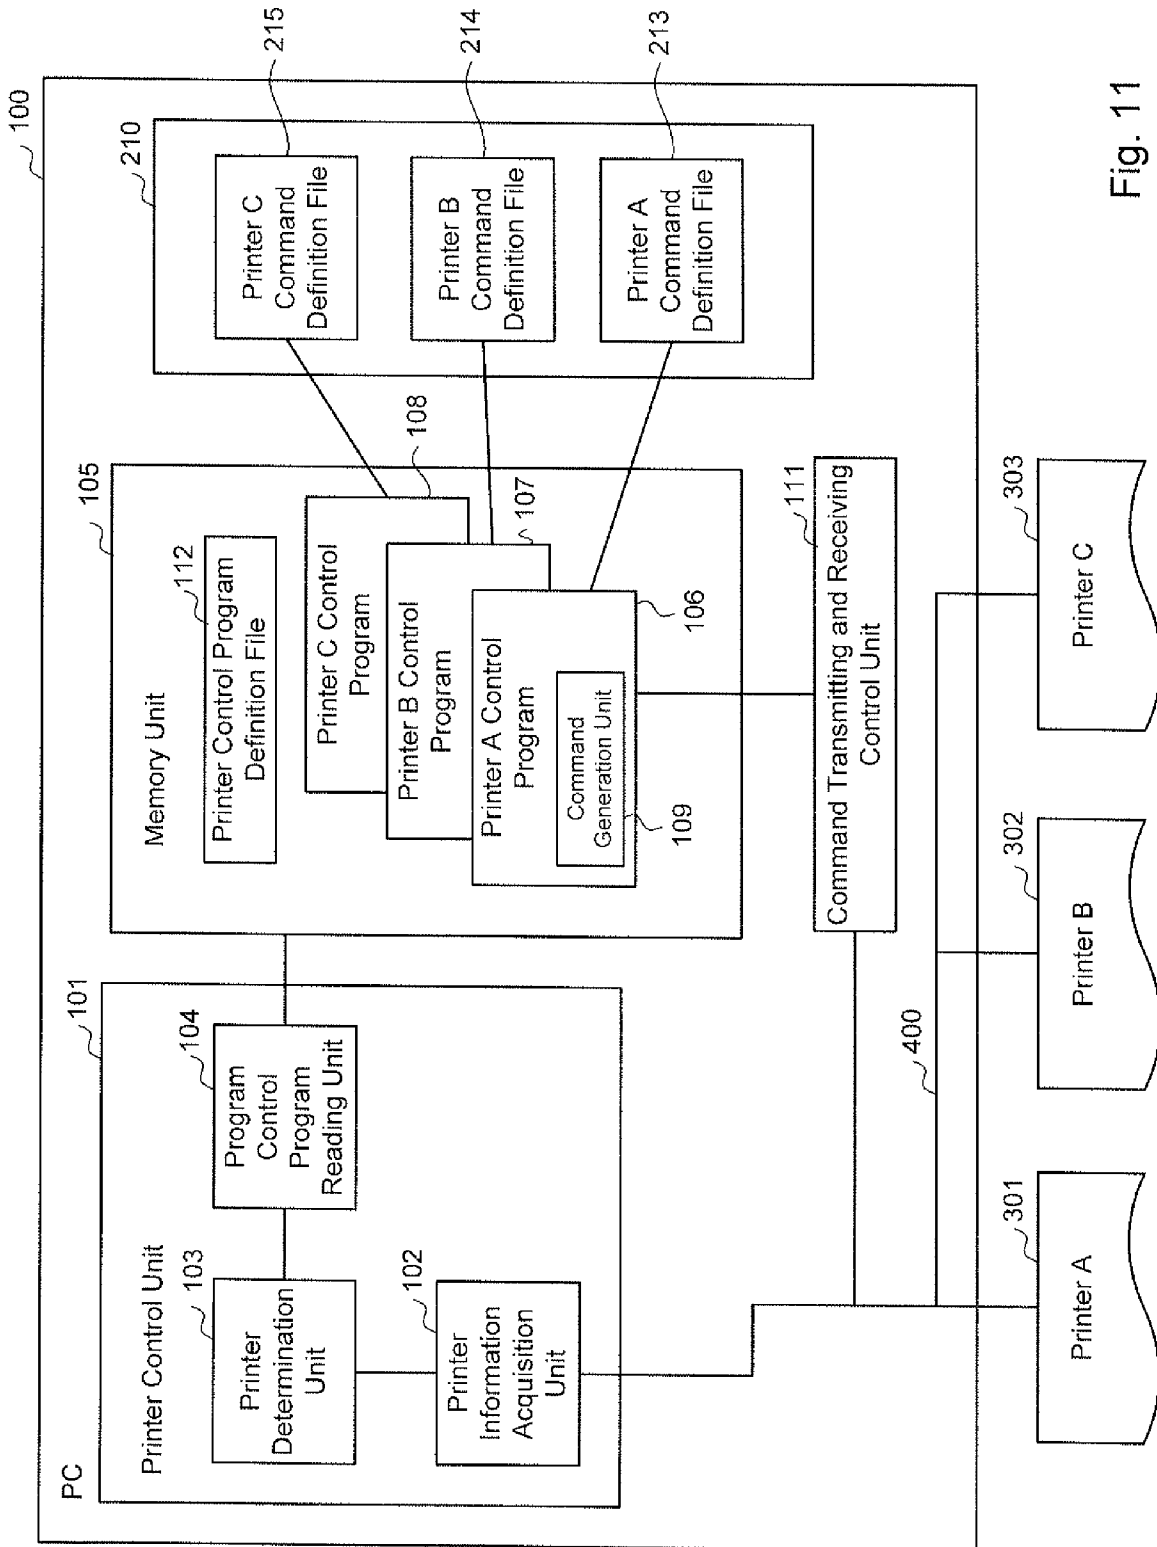 100
PC
101
Printer Control Unit
103
Printer
Determination
Unit
104
Program
Control
Program
Reading Unit
102
Printer
Information
Acquisition
Unit
105
Memory Unit
112
Printer Control Program
Definition File
Printer C Control
Program
108
Printer B Control
Program
107
Printer A Control
Program
106
Command
Generation Unit
109
210
Printer C
Command
Definition File
215
Printer B
Command
Definition File
214
Printer A
Command
Definition File
213
111
Command Transmitting and Receiving
Control Unit
400
301
Printer A
302
Printer B
303
Printer C
Fig. 11